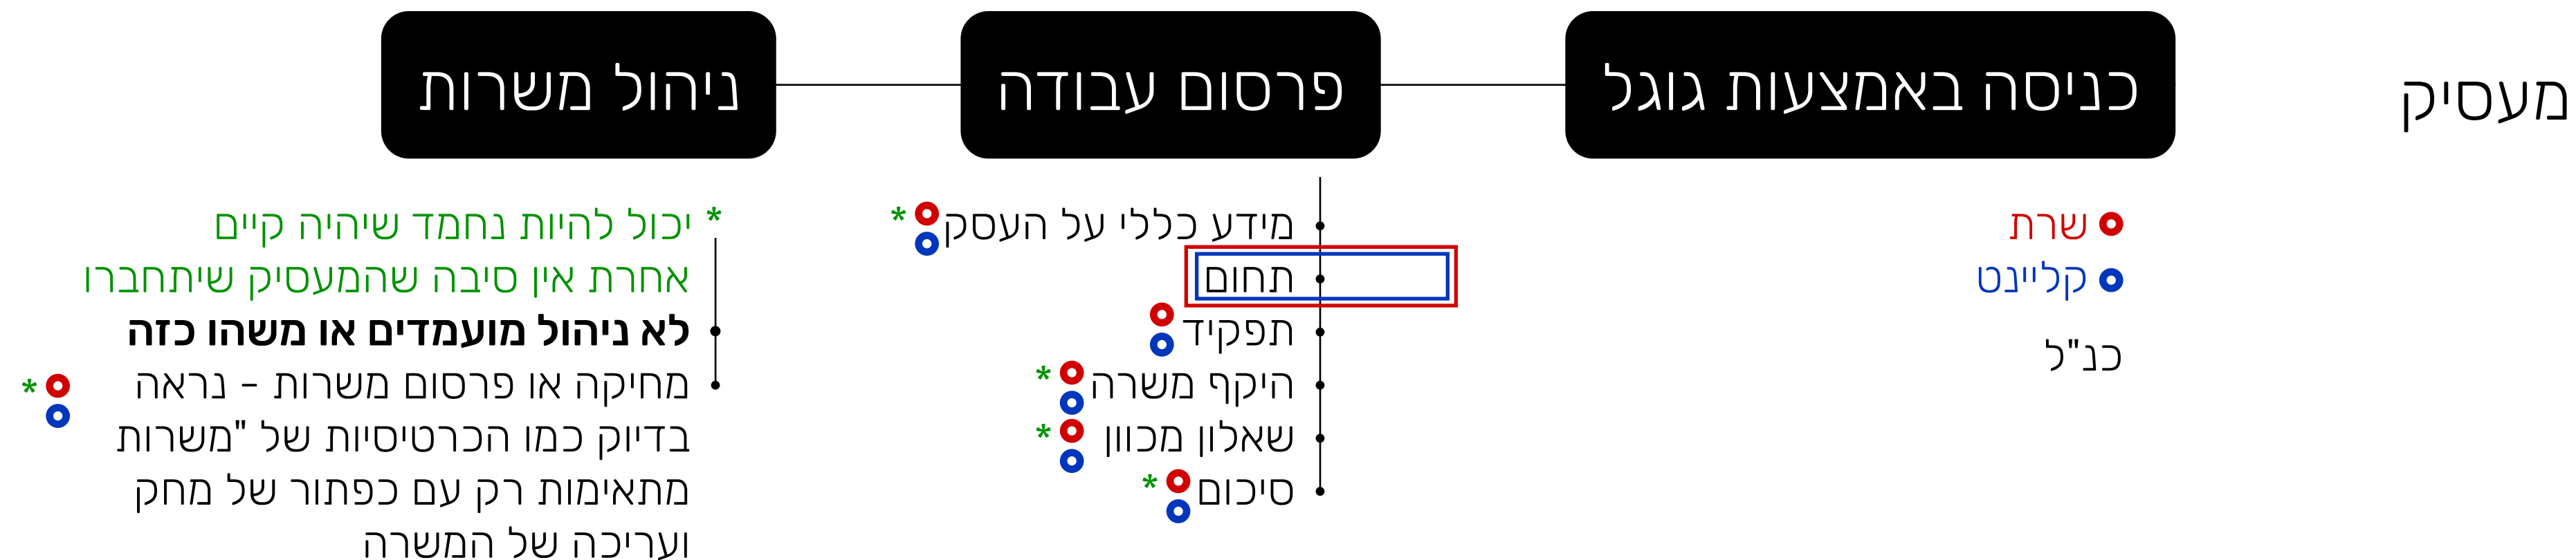 מעסיק
כניסה באמצעות גוגל
שרת
קליינט
כנ"ל
פרסום עבודה
מידע כללי על העסק *
תחום
תפקיד
היקף משרה *
שאלון מכוון *
סיכום *
ניהול משרות
* יכול להיות נחמד שיהיה קיים
אחרת אין סיבה שהמעסיק שיתחברו
לא ניהול מועמדים או משהו כזה
מחיקה או פרסום משרות - נראה *
בדיוק כמו הכרטיסיות של "משרות
מתאימות רק עם כפתור של מחק
ועריכה של המשרה